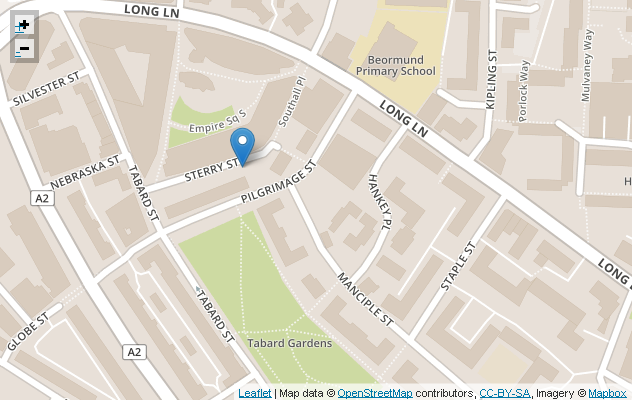 +
−
LONG LN
SILVESTER ST
Beormund
Primary School
KIPLING ST
Porlock Way
Mulvaney Way
Southall Pl
Empire Sq S
LONG LN
NEBRASKA ST
STERRY ST
PILGRIMAGE ST
TABARD ST
HANKEY PL
A2
H
STAPLE ST
LONG L
MANCIPLE ST
TABARD ST
GLOBE ST
A2
Tabard Gardens
Leaflet | Map data © OpenStreetMap contributors, CC-BY-SA, Imagery © Mapbox